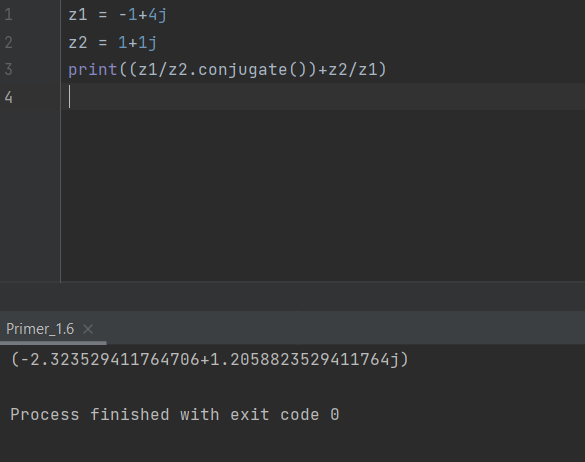 1 z1 = -1+4j
2 z2 = 1+1j
3 print((z1/z2.conjugate())+z2/z1)
4
Primer_1.6 ×
(-2.323529411764706+1.2058823529411764j)
Process finished with exit code 0